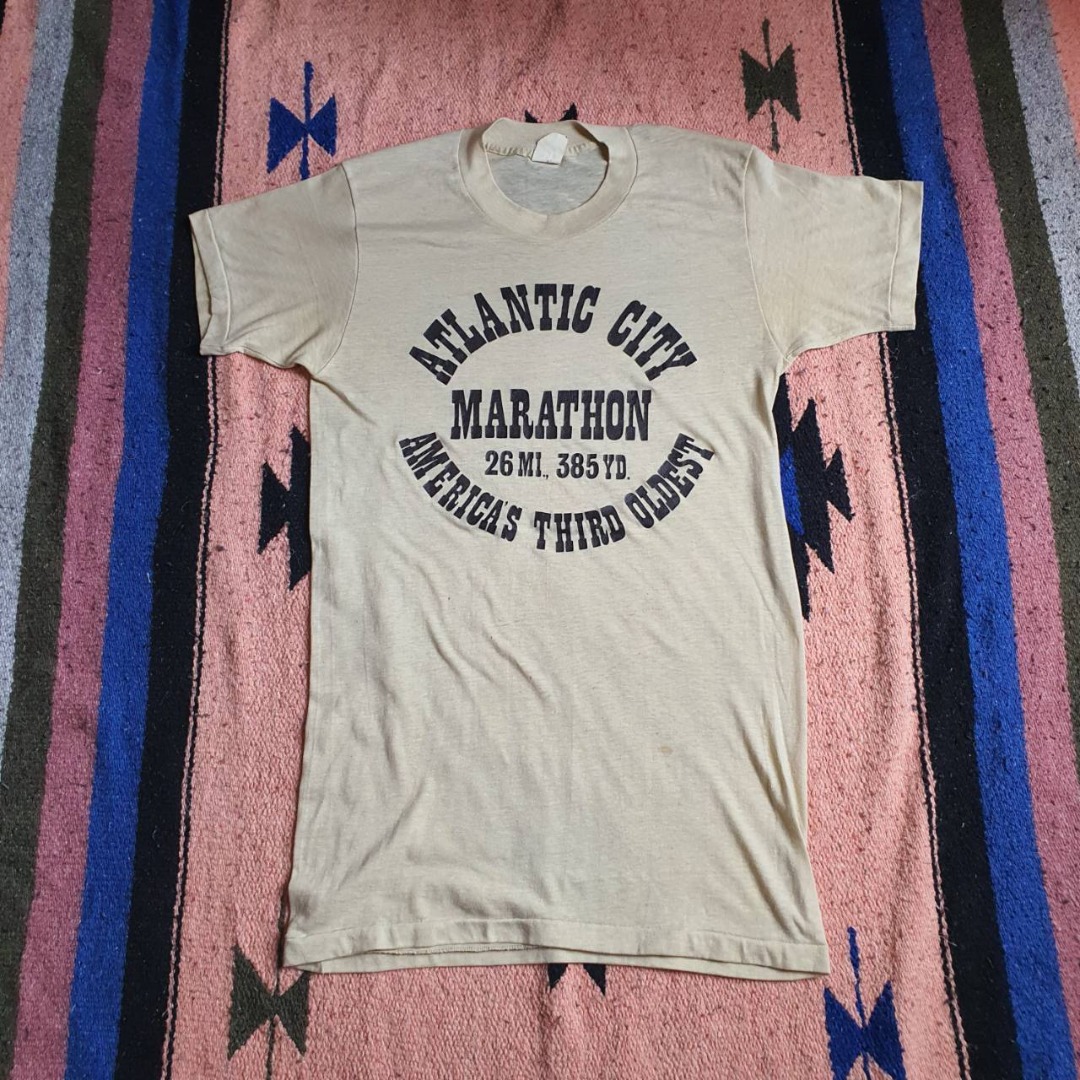 ATLANTIC CITY
MARATHON
26 MI., 385 YD.
AMERICA'S THIRD OLDEST